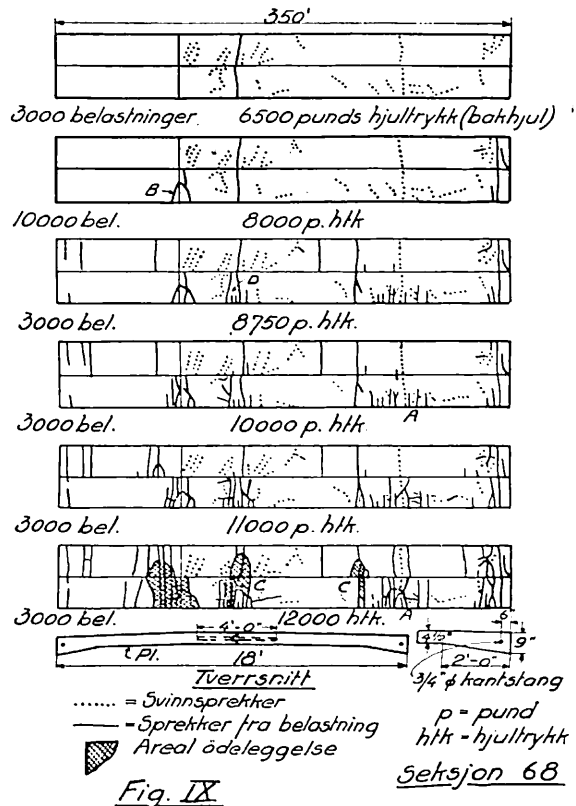 350'
3000 belastninger. 6500 punds hjultrykk (bakhjul)
B
10000 bel. 8000 p. htk
D
3000 bel. 8750 p. htk.
3000 bel. 10000 p. htk. A
3000 bel. 11000 p. htk.
C C
3000 bel. 12000 htk. A
4'-0" 4½" 6"
9"
1 Pl. 18' 2'-0"
Tverrsnitt 3/4" ɸ kantstang
........ = Svinnsprekker
—— = Sprekker fra belastning
Areal ödeleggelse
p = pund
htk = hjultrykk
Fig. IX
Seksjon 68